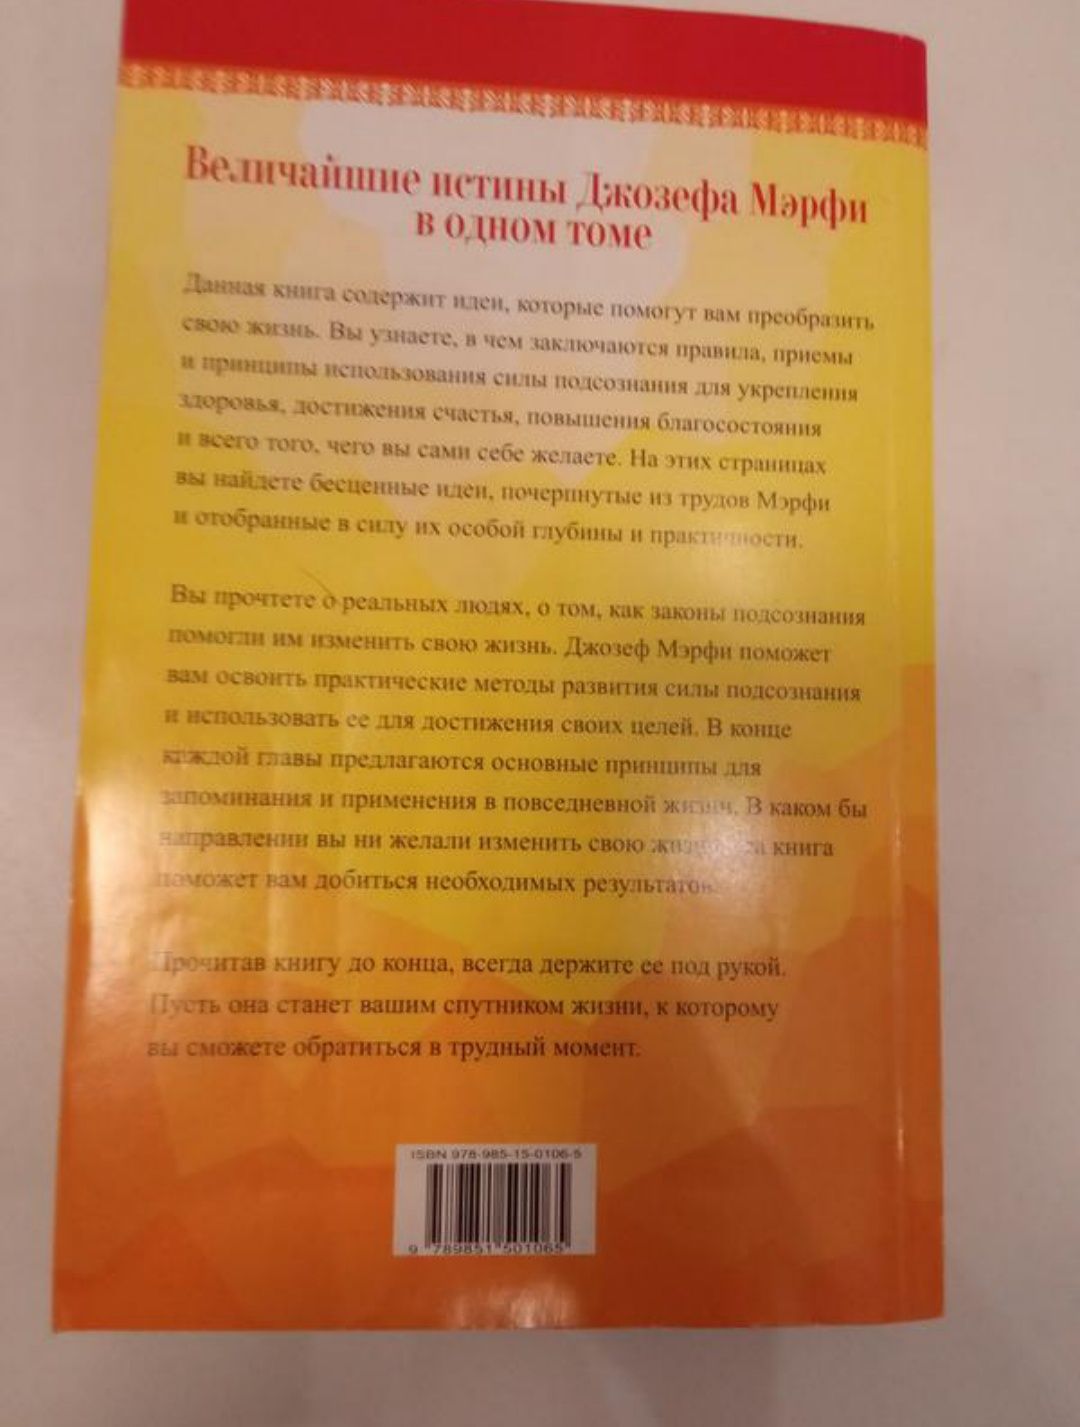 Величайшие истины Джозефа Мэрфи
в одном томе
Данная книга содержит идеи, которые помогут вам преобразить
свою жизнь. Вы узнаете, в чем заключаются правила, приемы
и принципы использования силы подсознания для укрепления
здоровья, достижения счастья, повышения благосостояния
и всего того, чего вы сами себе желаете. На этих страницах
вы найдете бесценные идеи, почерпнутые из трудов Мэрфи
и отобранные в силу их особой глубины и практичности.
Вы прочтете о реальных людях, о том, как законы подсознания
помогли им изменить свою жизнь. Джозеф Мэрфи поможет
вам освоить практические методы развития силы подсознания
и использовать ее для достижения своих целей. В конце
каждой главы предлагаются основные принципы для
запоминания и применения в повседневной жизни. В каком бы
направлении вы ни желали изменить свою жизнь, эта книга
поможет вам добиться необходимых результатов.
Прочитав книгу до конца, всегда держите ее под рукой.
Пусть она станет вашим спутником жизни, к которому
вы сможете обратиться в трудный момент.
ISBN 978-985-15-0106-5
9 789851 501065